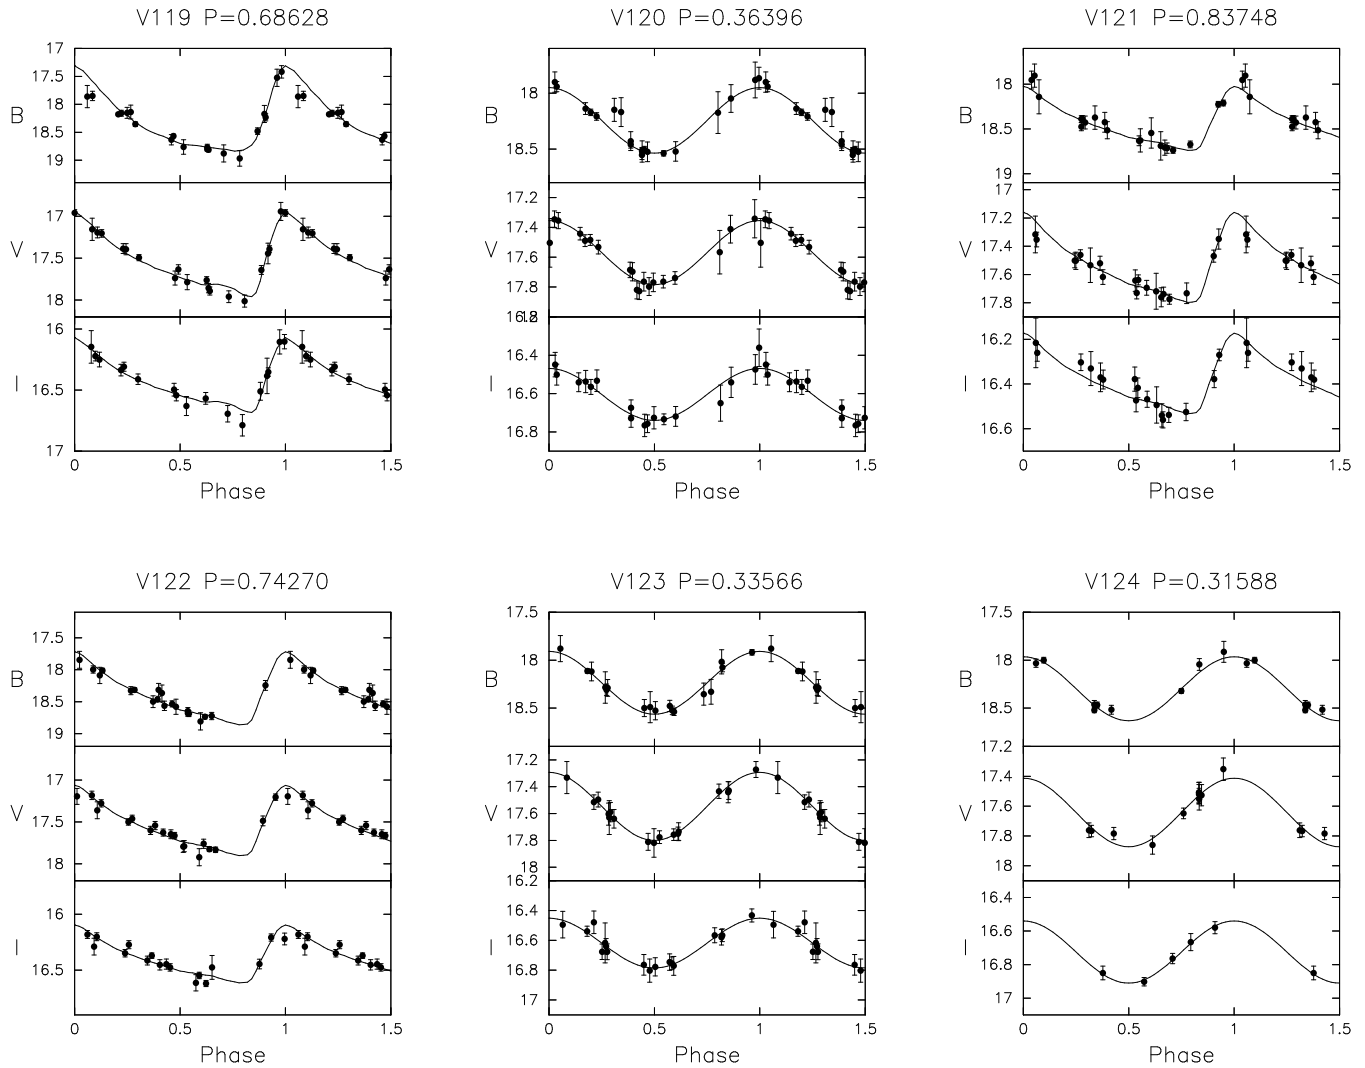 V119 P=0.68628
V120 P=0.36396
V121 P=0.83748
B
17
17.5
18
18.5
19
V
17
17.5
18
I
16
16.5
17
0
0.5
1
1.5
Phase
B
18
18.5
V
17.2
17.4
17.6
17.8
I
16.4
16.6
16.8
0
0.5
1
1.5
Phase
B
18
18.5
19
V
17
17.2
17.4
17.6
17.8
I
16.2
16.4
16.6
0
0.5
1
1.5
Phase
V122 P=0.74270
V123 P=0.33566
V124 P=0.31588
B
17.5
18
18.5
19
V
17
17.5
18
I
16
16.5
0
0.5
1
1.5
Phase
B
17.5
18
18.5
V
17.2
17.4
17.6
17.8
18
I
16.2
16.4
16.6
16.8
17
0
0.5
1
1.5
Phase
B
17.5
18
18.5
V
17.2
17.4
17.6
17.8
18
I
16.4
16.6
16.8
17
0
0.5
1
1.5
Phase